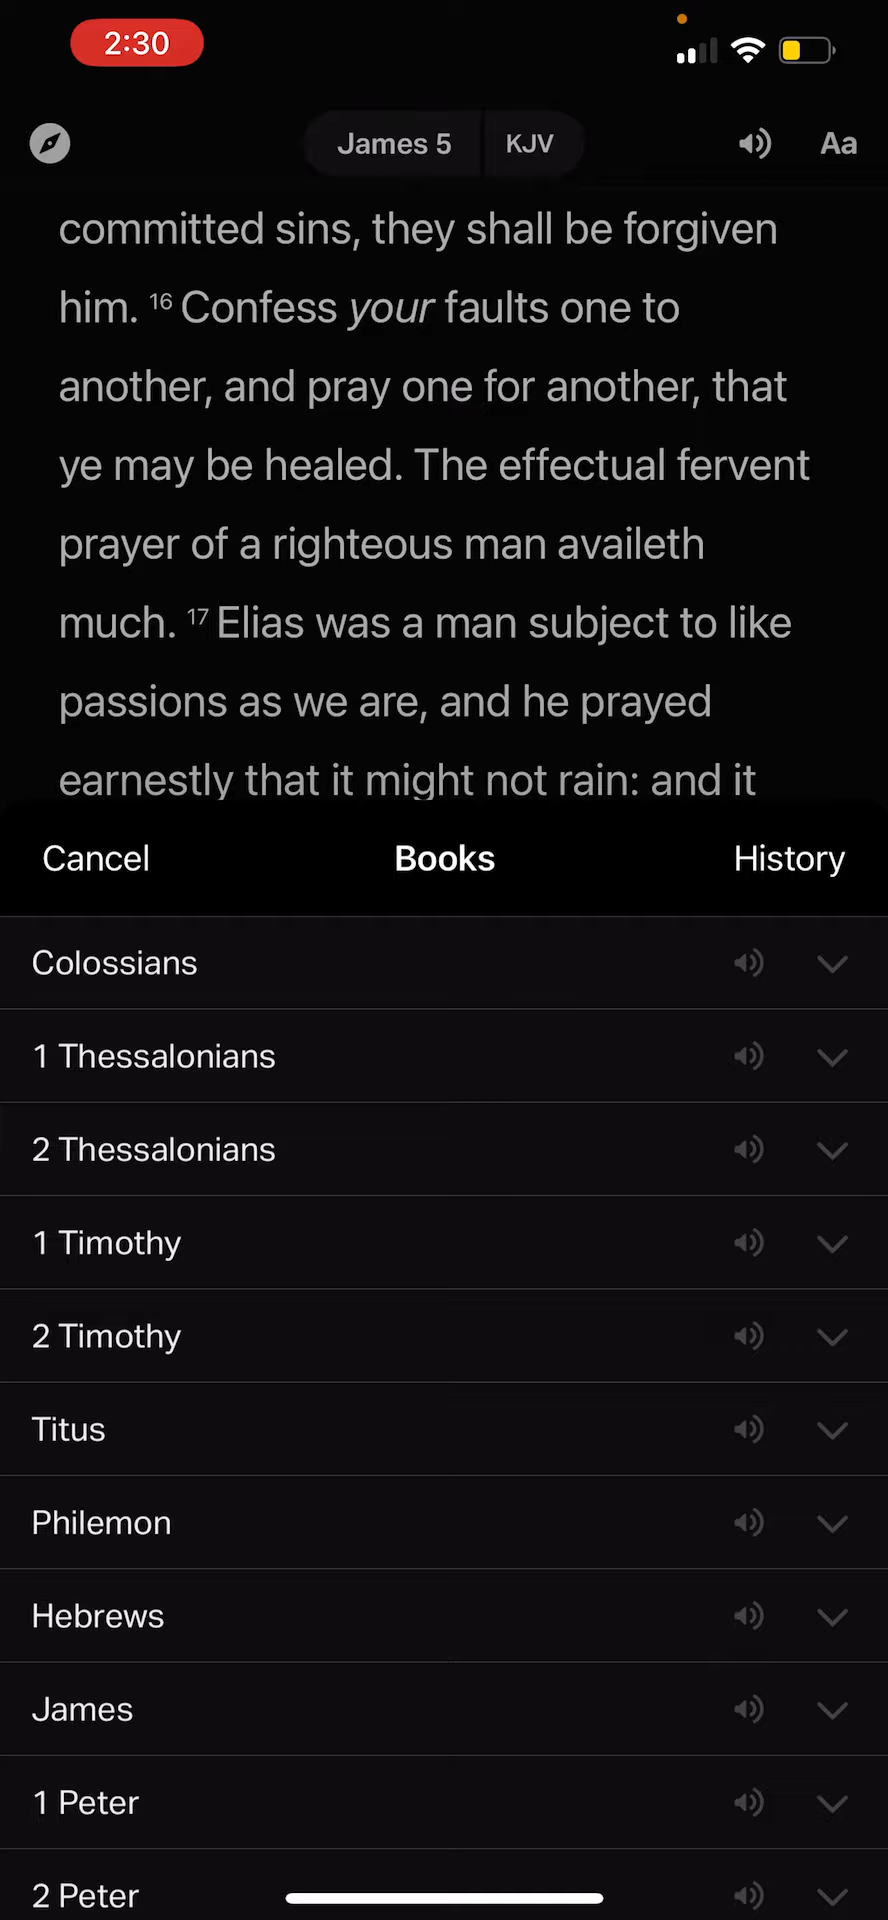 2:30
James 5 KJV Aa
committed sins, they shall be forgiven
him. 16 Confess your faults one to
another, and pray one for another, that
ye may be healed. The effectual fervent
prayer of a righteous man availeth
much. 17 Elias was a man subject to like
passions as we are, and he prayed
earnestly that it might not rain: and it
Cancel Books History
Colossians
1 Thessalonians
2 Thessalonians
1 Timothy
2 Timothy
Titus
Philemon
Hebrews
James
1 Peter
2 Peter